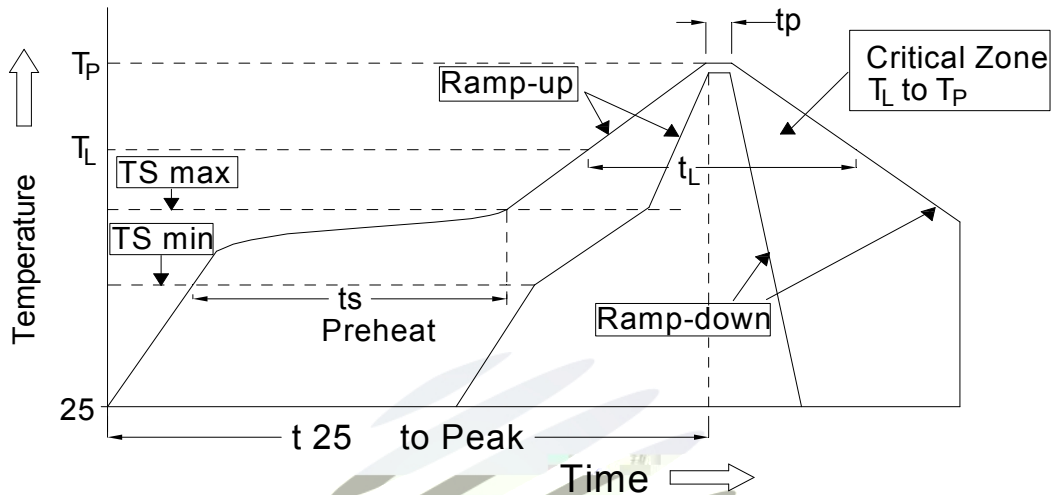 tp
T_P
Critical Zone
T_L to T_P
Ramp-up
T_L
TS max
t_L
TS min
Temperature
ts
Preheat
Ramp-down
25
t 25 to Peak
Time